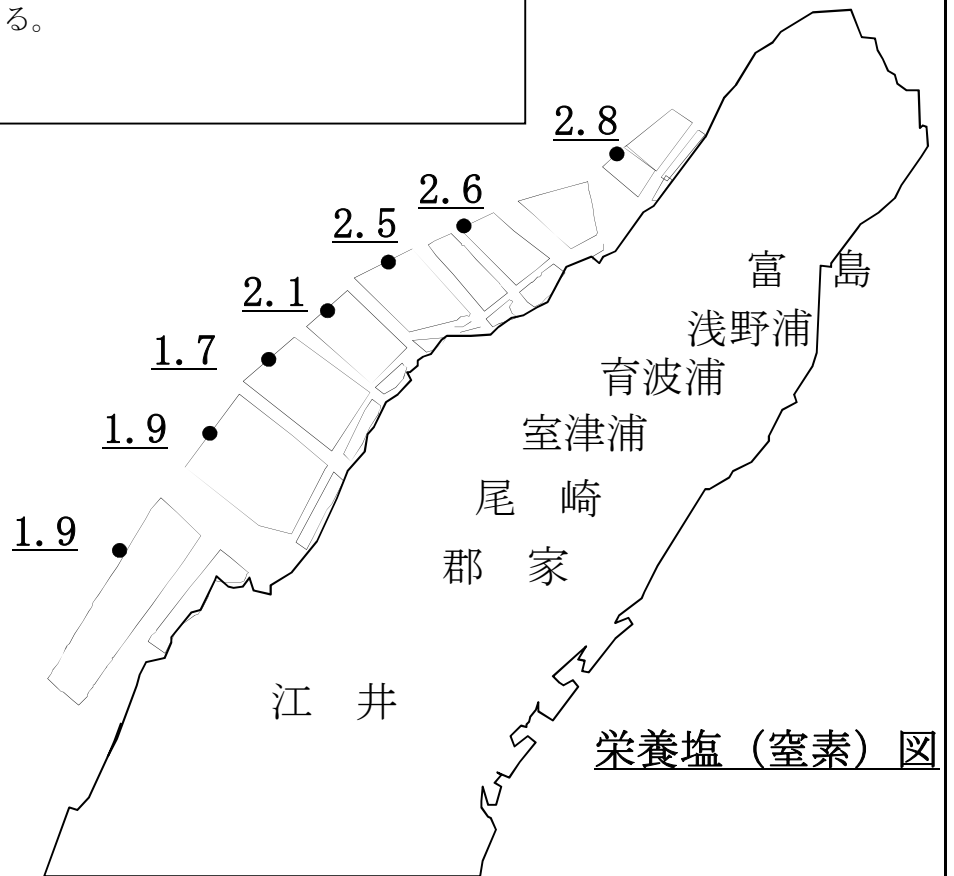 る。
2.8
2.6
2.5
2.1
1.7
1.9
1.9
富　島
浅野浦
育波浦
室津浦
尾　崎
郡　家
江　井
栄養塩（窒素）図